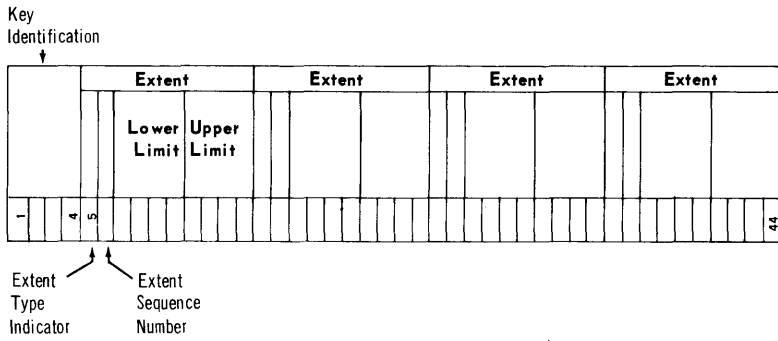 Key
Identification
Extent Extent Extent Extent
Lower Upper
Limit Limit
1 4 5 44
Extent Extent
Type Sequence
Indicator Number